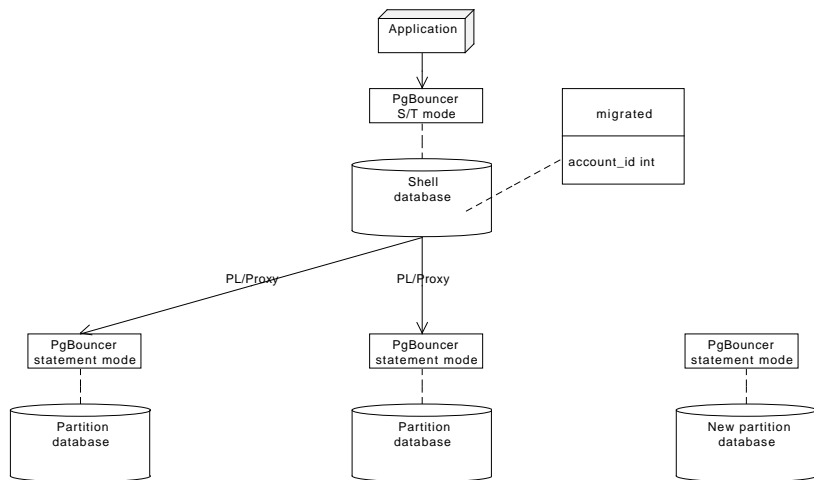 Application
PgBouncer
S/T mode
migrated
account_id int
Shell
database
PL/Proxy
PL/Proxy
PgBouncer
statement mode
PgBouncer
statement mode
PgBouncer
statement mode
Partition
database
Partition
database
New partition
database